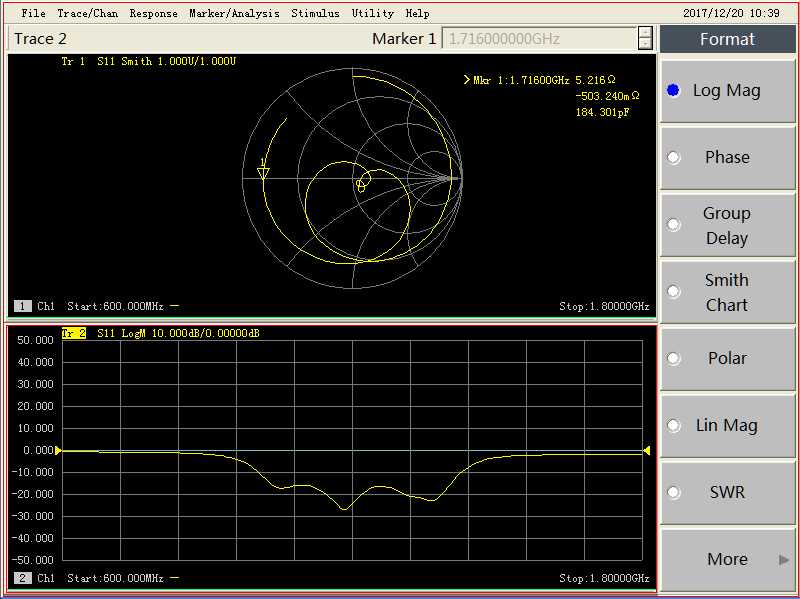 File Trace/Chan Response Marker/Analysis Stimulus Utility Help 2017/12/20 10:39
Trace 2 Marker 1 1.716000000GHz
Format
Log Mag
Phase
Group
Delay
Smith
Chart
Polar
Lin Mag
SWR
More
Tr 1 S11 Smith 1.000U/1.000U
>Mkr 1:1.71600GHz 5.216Ω
-503.240mΩ
184.301pF
1
1 Ch1 Start:600.000MHz — Stop:1.80000GHz
Tr 2 S11 LogM 10.000dB/0.00000dB
50.000
40.000
30.000
20.000
10.000
0.000
-10.000
-20.000
-30.000
-40.000
-50.000
2 Ch1 Start:600.000MHz — Stop:1.80000GHz